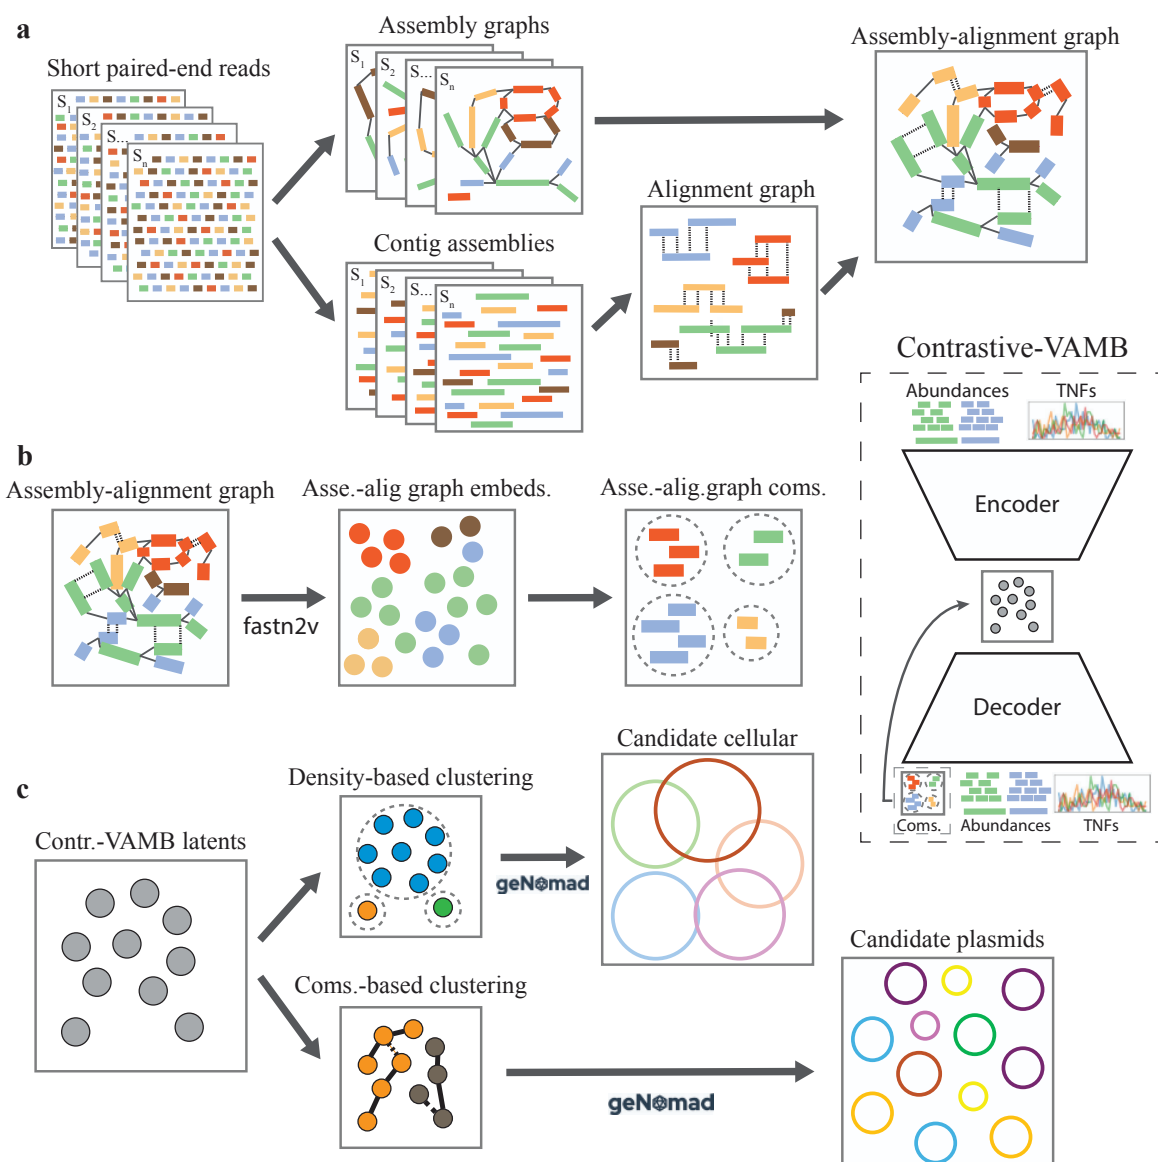 a
Short paired-end reads
S1
S2
S...
Sn
Assembly graphs
S1
S2
S...
Sn
Contig assemblies
S1
S2
S...
Sn
Alignment graph
Assembly-alignment graph
Contrastive-VAMB
Abundances
TNFs
Encoder
Decoder
Coms.
Abundances
TNFs
b
Assembly-alignment graph
fastn2v
Asse.-alig graph embeds.
Asse.-alig.graph coms.
c
Contr.-VAMB latents
Density-based clustering
geNomad
Candidate cellular
Coms.-based clustering
geNomad
Candidate plasmids